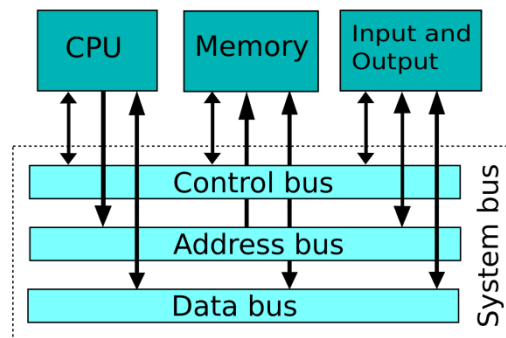 CPU
Memory
Input and
Output
Control bus
Address bus
Data bus
System bus